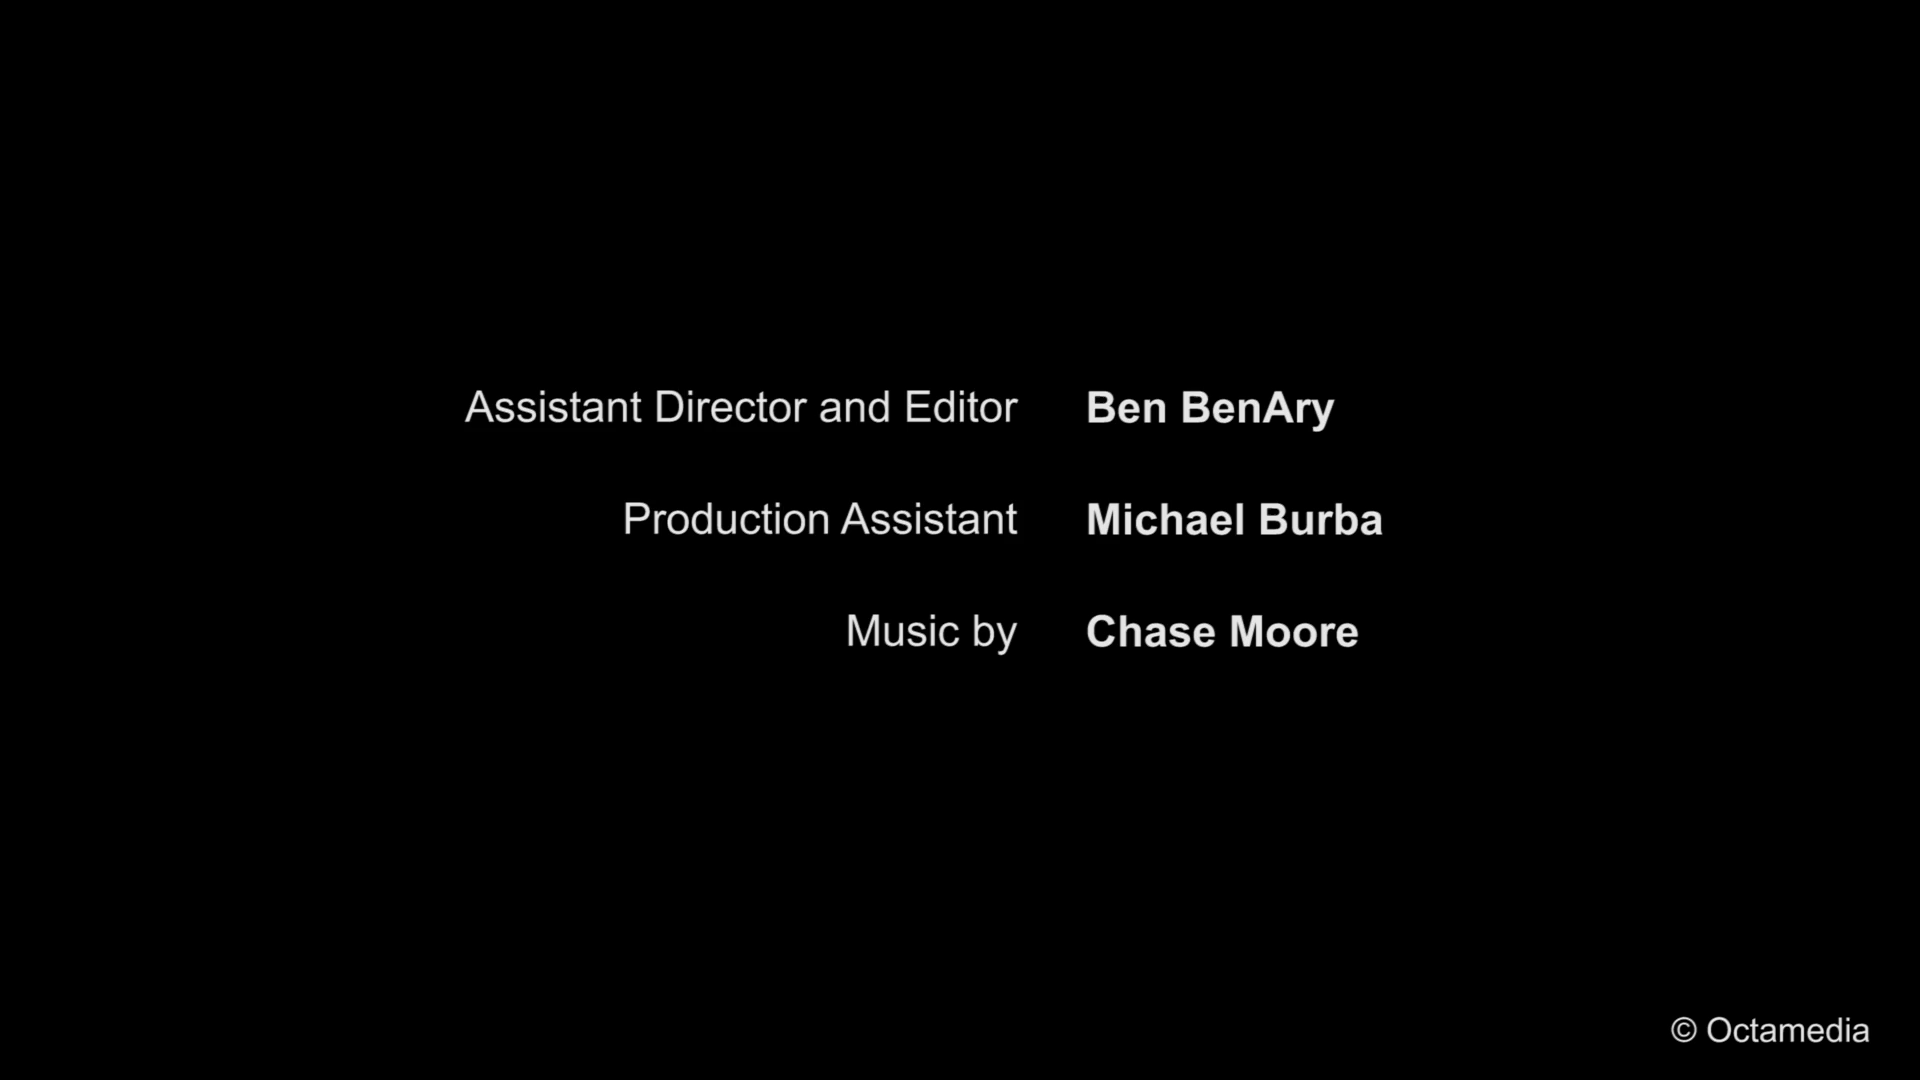 Assistant Director and Editor Ben BenAry
Production Assistant Michael Burba
Music by Chase Moore
© Octamedia